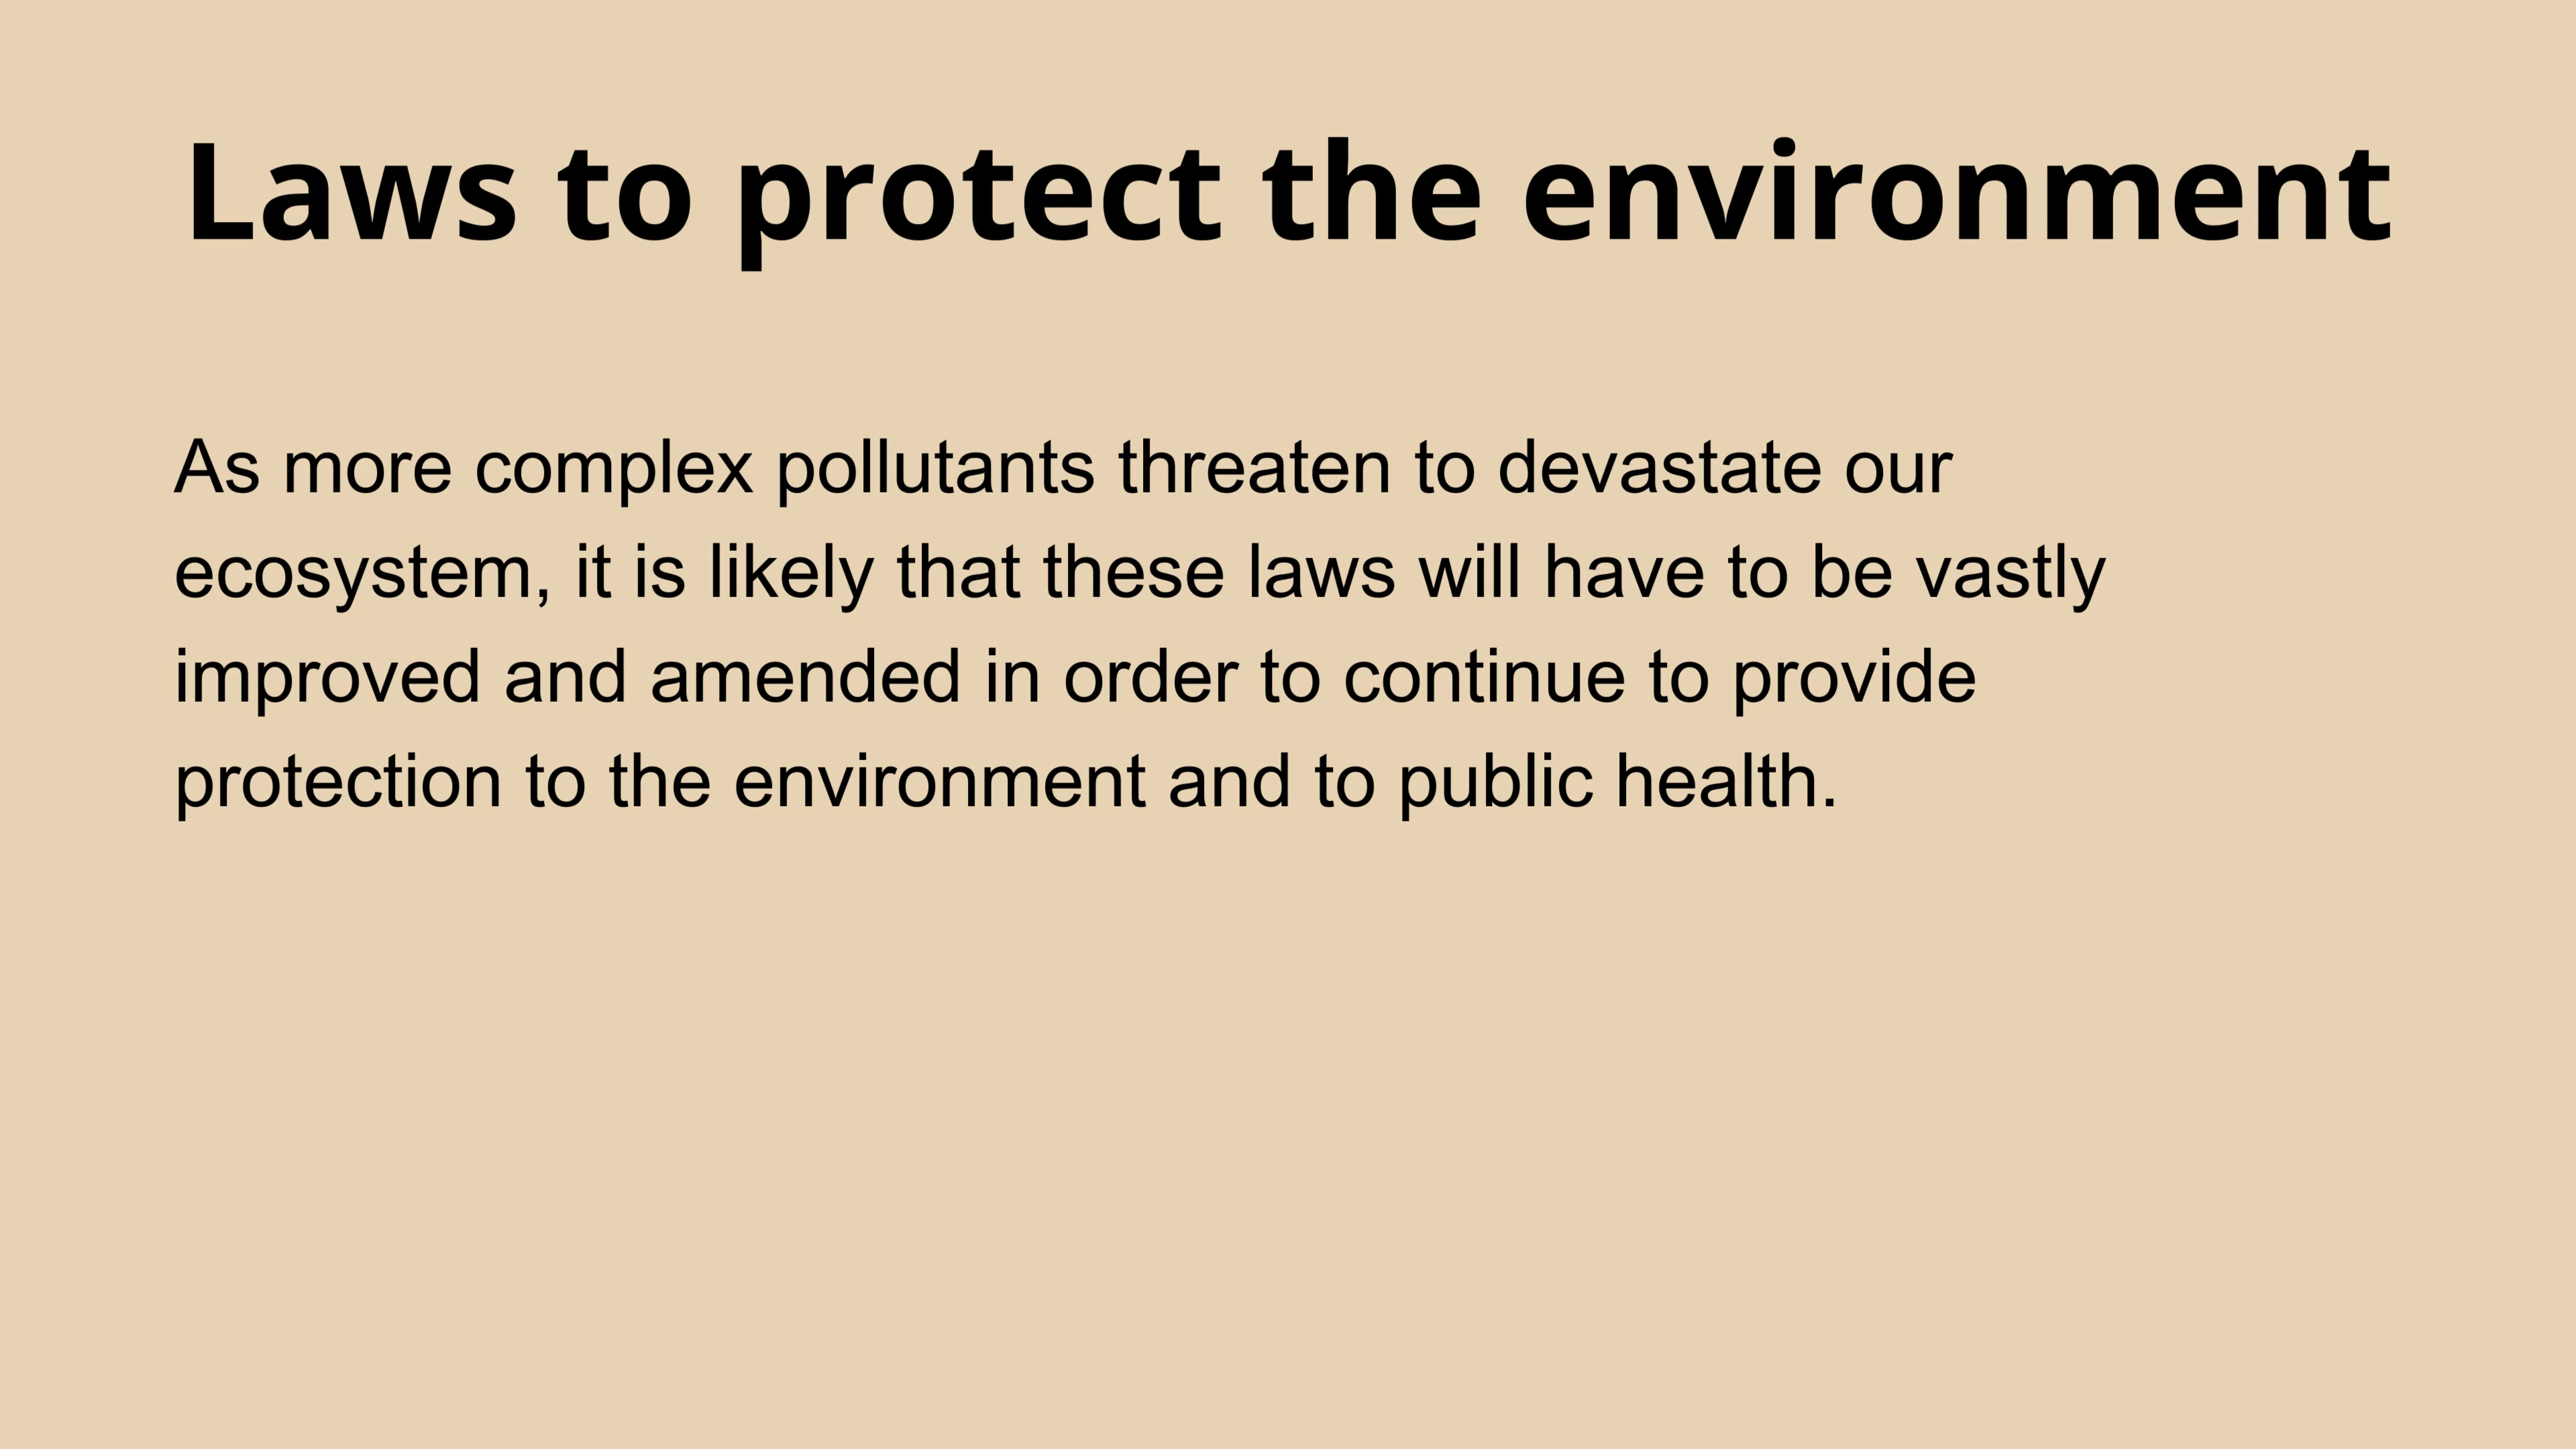 Laws to protect the environment
As more complex pollutants threaten to devastate our
ecosystem, it is likely that these laws will have to be vastly
improved and amended in order to continue to provide
protection to the environment and to public health.